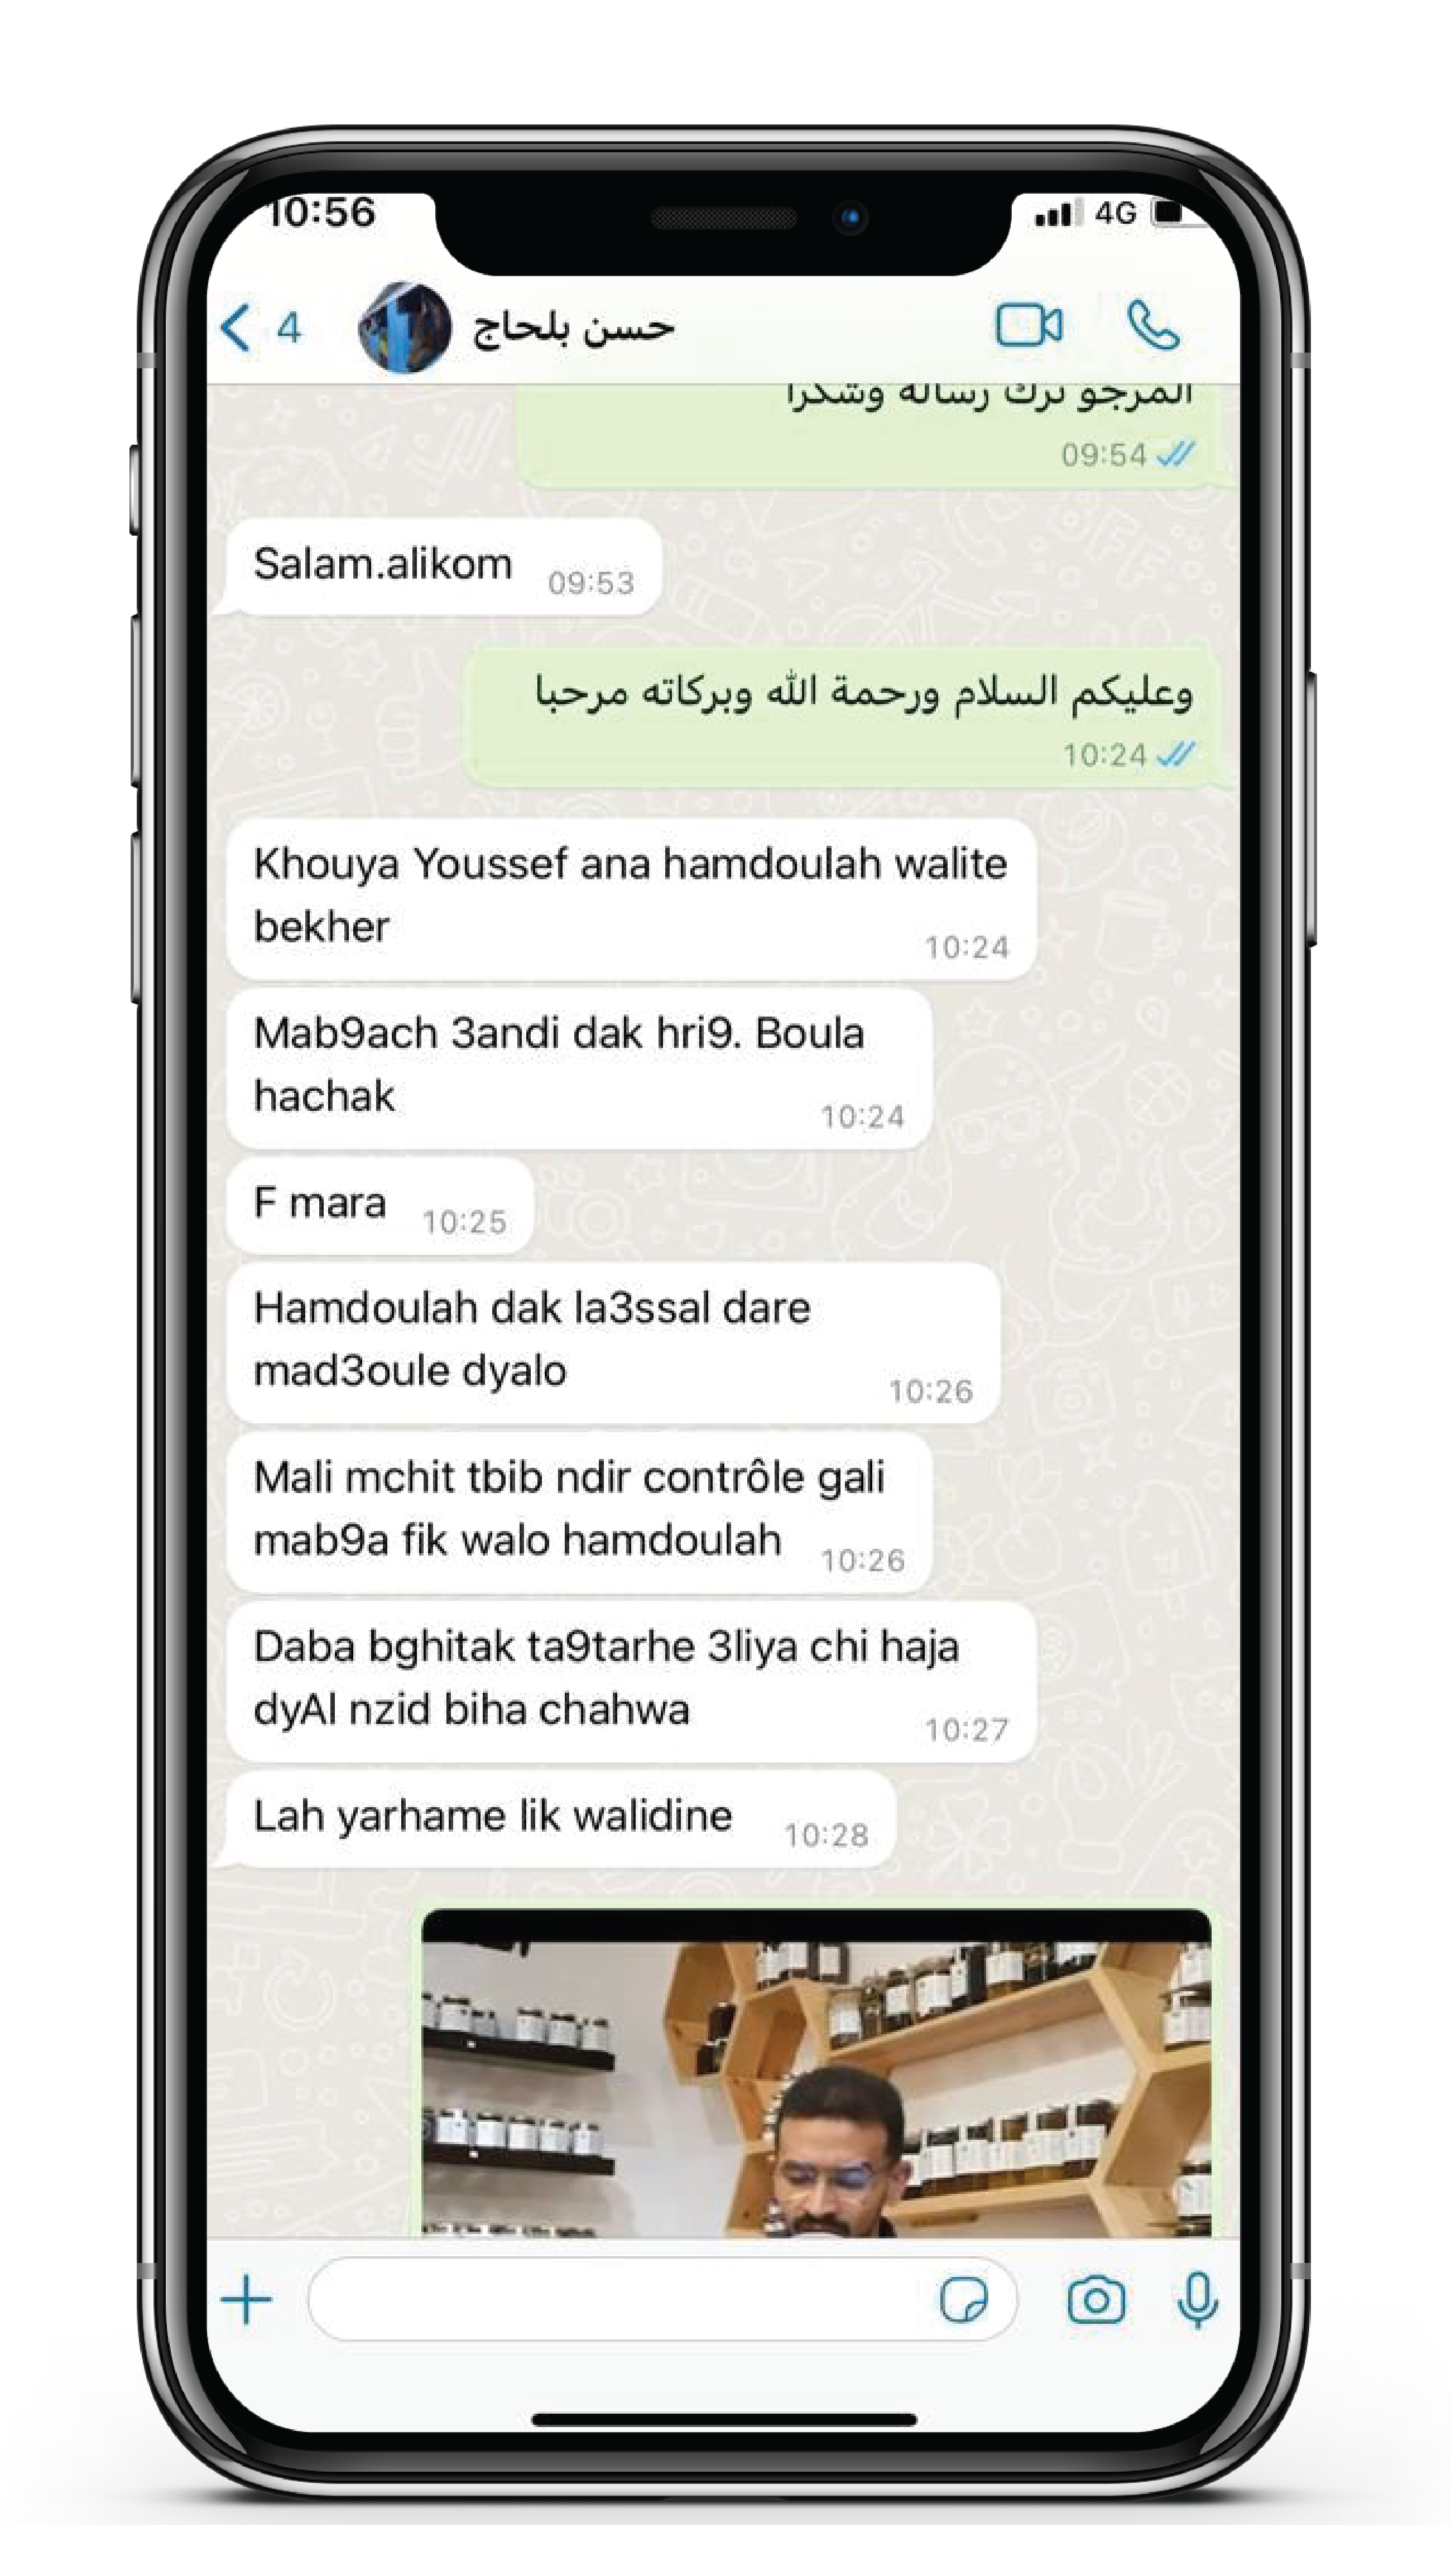 10:56
4G
4
حسن بلحاج
المرجو ترك رسالة وشكرا
09:54
Salam.alikom
09:53
وعليكم السلام ورحمة الله وبركاته مرحبا
10:24
Khouya Youssef ana hamdoulah walite
bekher
10:24
Mab9ach 3andi dak hri9. Boula
hachak
10:24
F mara
10:25
Hamdoulah dak la3ssal dare
mad3oule dyalo
10:26
Mali mchit tbib ndir contrôle gali
mab9a fik walo hamdoulah
10:26
Daba bghitak ta9tarhe 3liya chi haja
dyAl nzid biha chahwa
10:27
Lah yarhame lik walidine
10:28